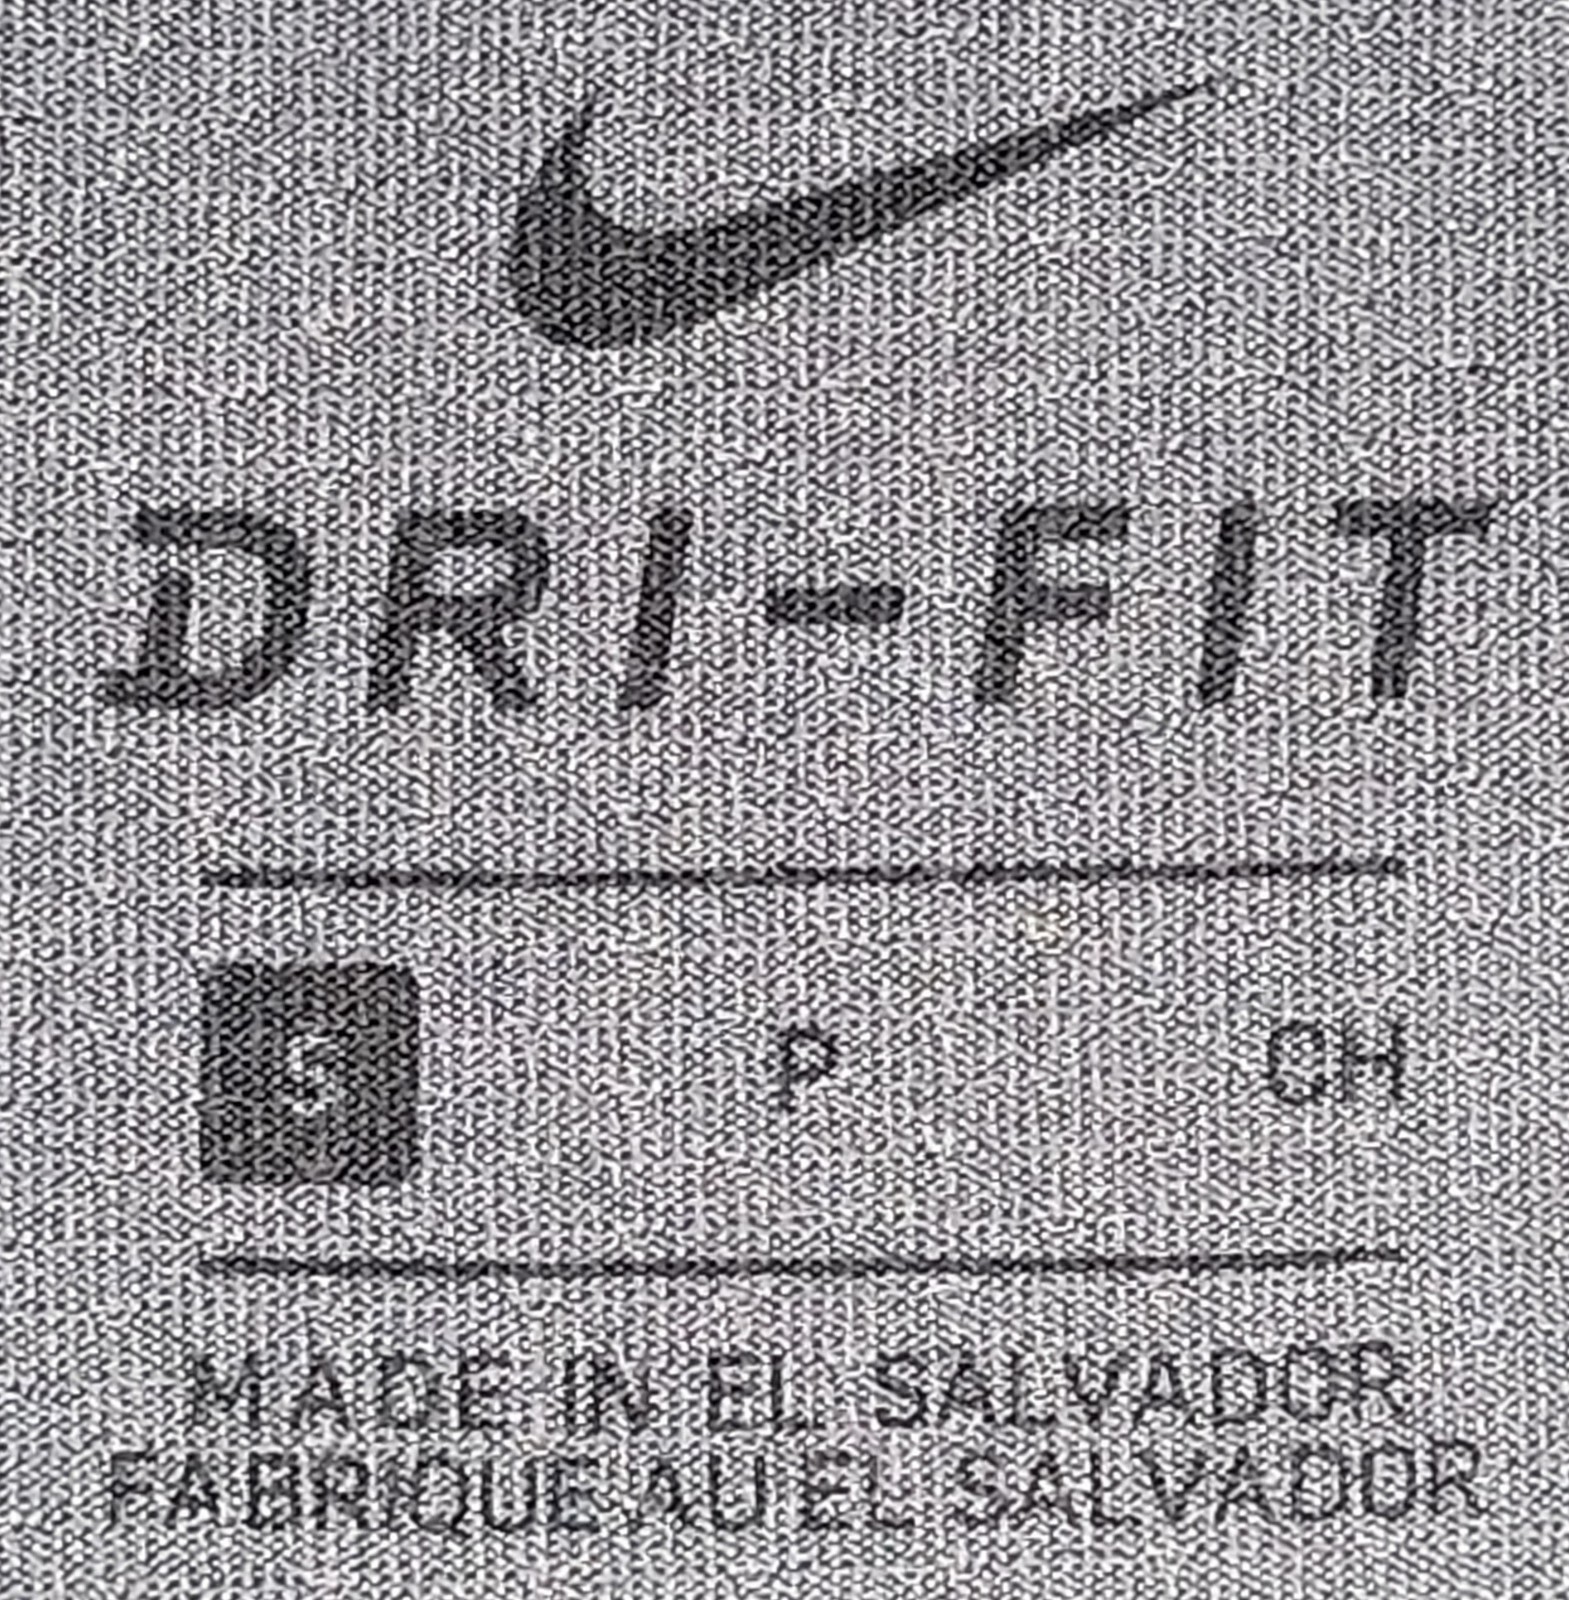 DRI-FIT
S P CH
MADE IN EL SALVADOR
FABRIQUE AU EL SALVADOR